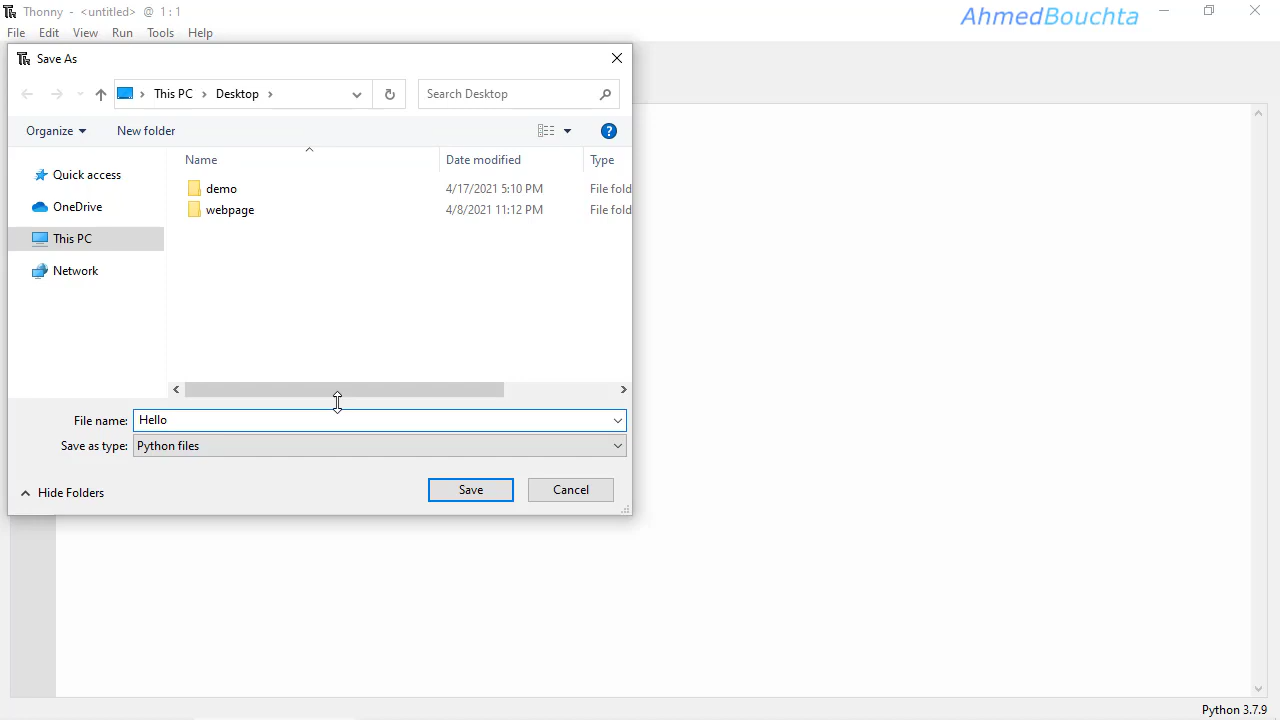 Thonny - <untitled> @ 1:1
AhmedBouchta
File Edit View Run Tools Help
Save As
This PC Desktop
Search Desktop
Organize New folder
Name Date modified Type
Quick access
demo 4/17/2021 5:10 PM File fold
OneDrive
webpage 4/8/2021 11:12 PM File fold
This PC
Network
File name: Hello
Save as type: Python files
Hide Folders Save Cancel
Python 3.7.9